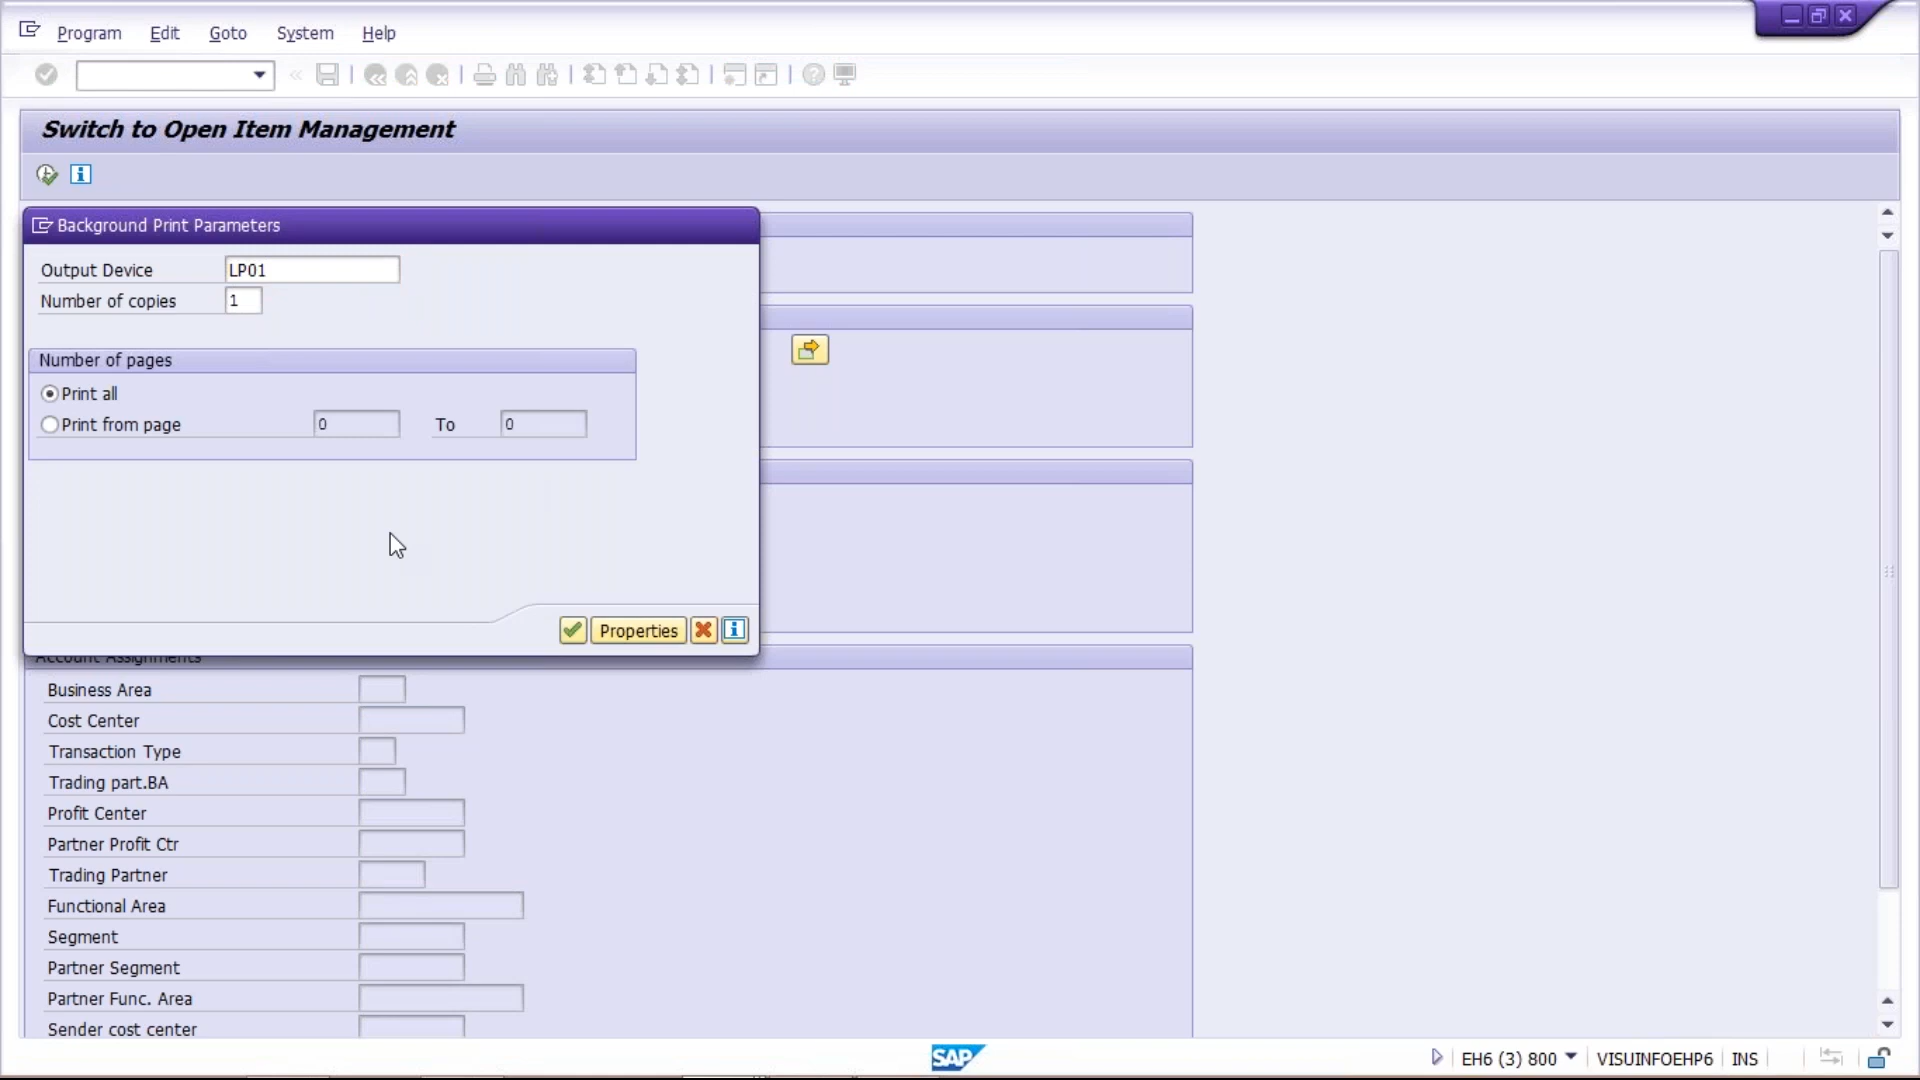 Program Edit Goto System Help
Switch to Open Item Management
Background Print Parameters
Output Device LP01
Number of copies 1
Number of pages
Print all
Print from page 0 To 0
Properties
Account Assignments
Business Area
Cost Center
Transaction Type
Trading part.BA
Profit Center
Partner Profit Ctr
Trading Partner
Functional Area
Segment
Partner Segment
Partner Func. Area
Sender cost center
SAP EH6 (3) 800 VISUINFOEHP6 INS